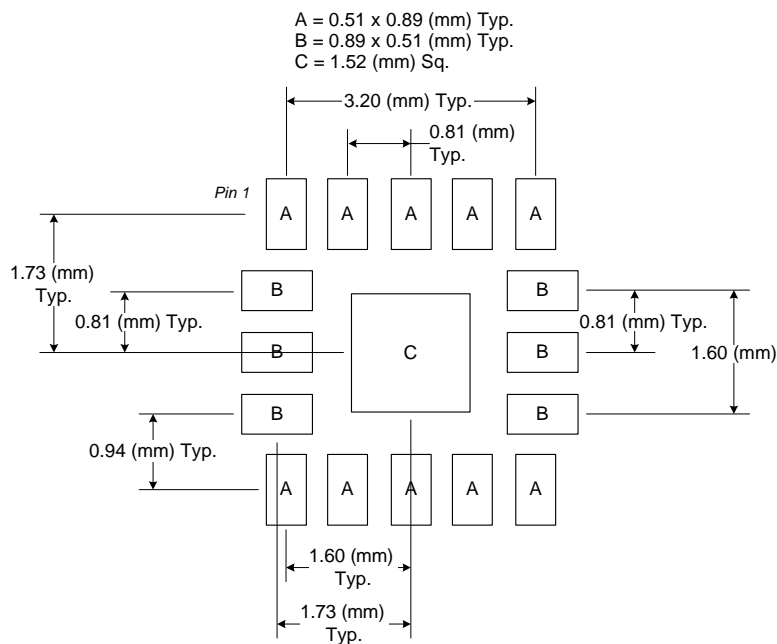 A = 0.51 x 0.89 (mm) Typ.
B = 0.89 x 0.51 (mm) Typ.
C = 1.52 (mm) Sq.
3.20 (mm) Typ.
0.81 (mm)
Typ.
Pin 1
A A A A A
1.73 (mm)
Typ.
B B
0.81 (mm) Typ.
0.81 (mm) Typ.
B C B
1.60 (mm)
B B
0.94 (mm) Typ.
A A A A A
1.60 (mm)
Typ.
1.73 (mm)
Typ.